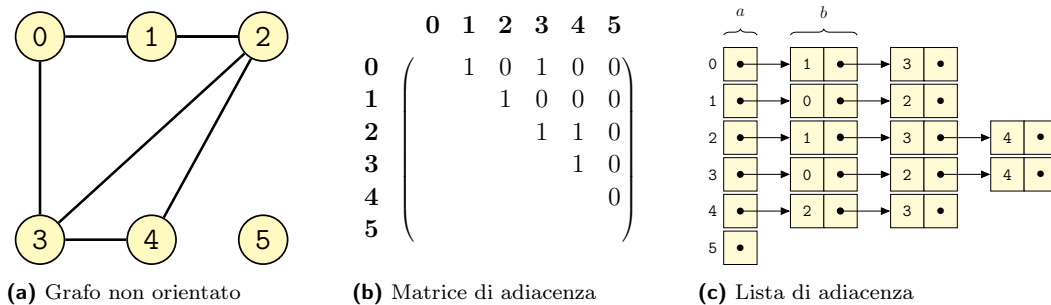 0 1 2
3 4 5
(a) Grafo non orientato
0 1 2 3 4 5
0 1 0 1 0 0
1 1 0 0 0
2 1 1 0
3 1 0
4 0
5
(b) Matrice di adiacenza
a b
0 1 3
1 0 2
2 1 3 4
3 0 2 4
4 2 3
5
(c) Lista di adiacenza